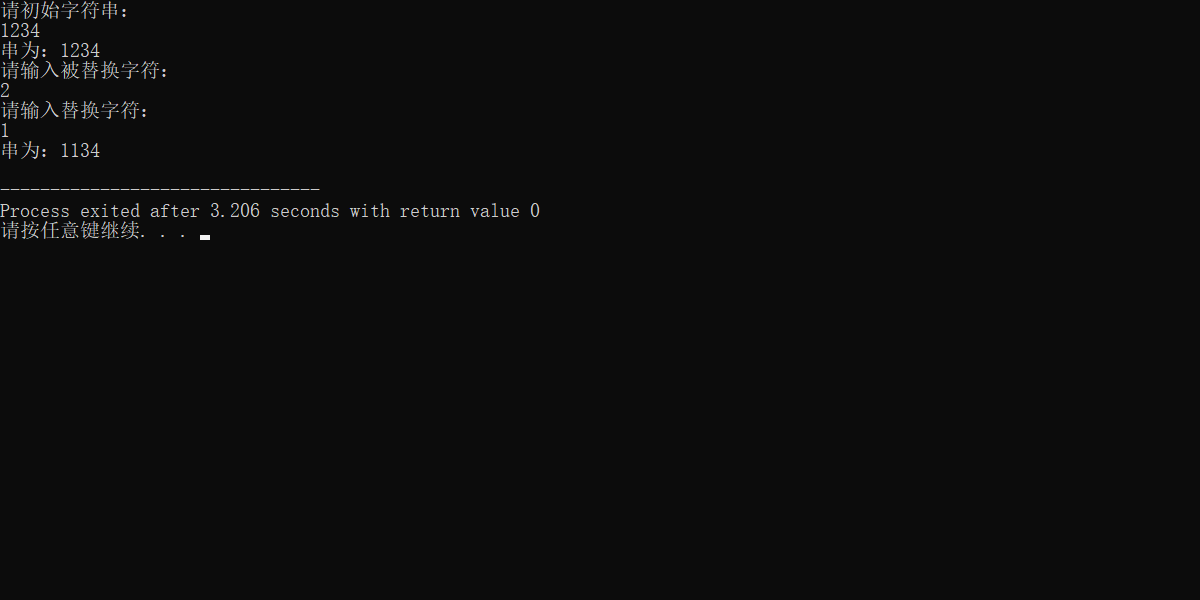 请初始字符串：
1234
串为：1234
请输入被替换字符：
2
请输入替换字符：
1
串为：1134
--------------------------------
Process exited after 3.206 seconds with return value 0
请按任意键继续. . .